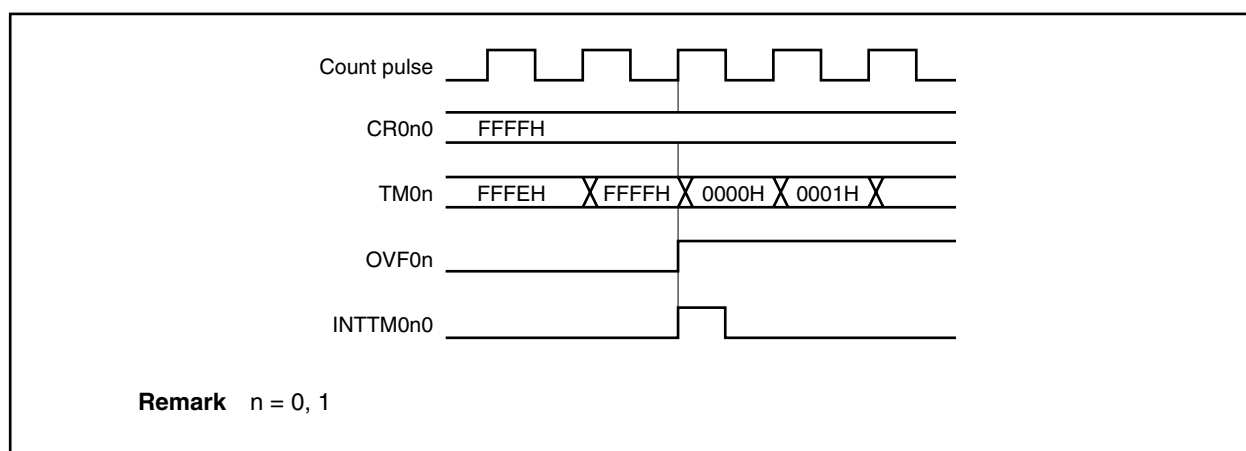 Count pulse
CR0n0 FFFFH
TM0n FFFEH FFFFH 0000H 0001H
OVF0n
INTTM0n0
Remark n = 0, 1